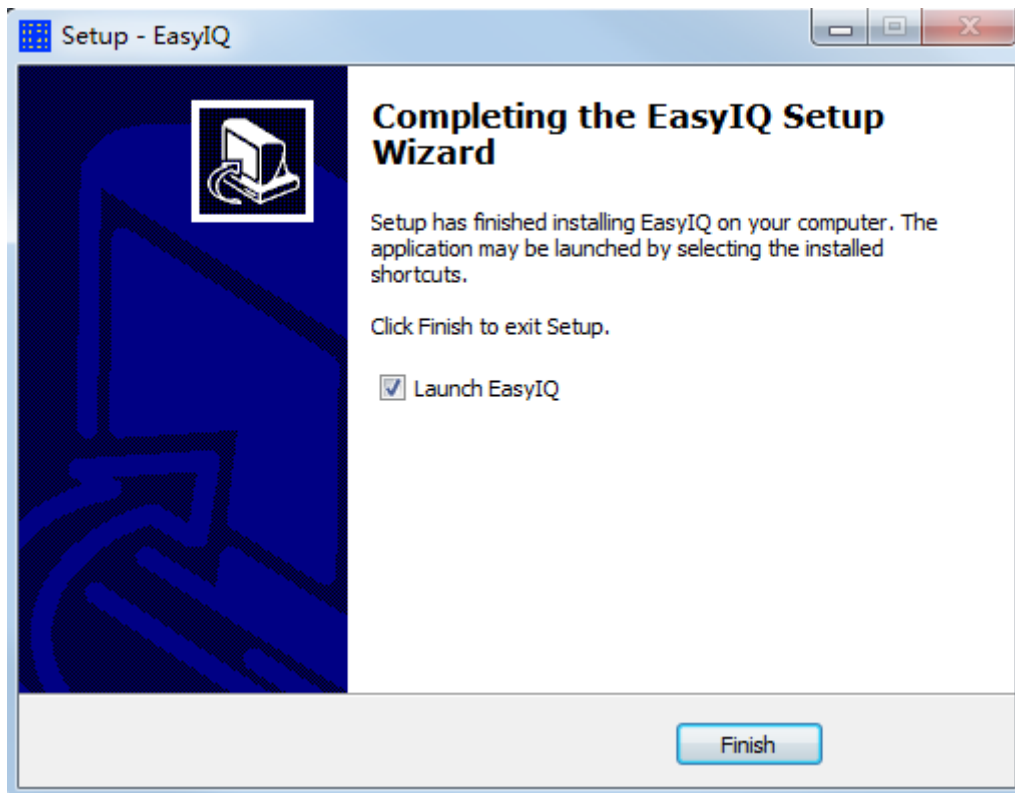 Setup - EasyIQ
Completing the EasyIQ Setup
Wizard
Setup has finished installing EasyIQ on your computer. The
application may be launched by selecting the installed
shortcuts.
Click Finish to exit Setup.
Launch EasyIQ
Finish